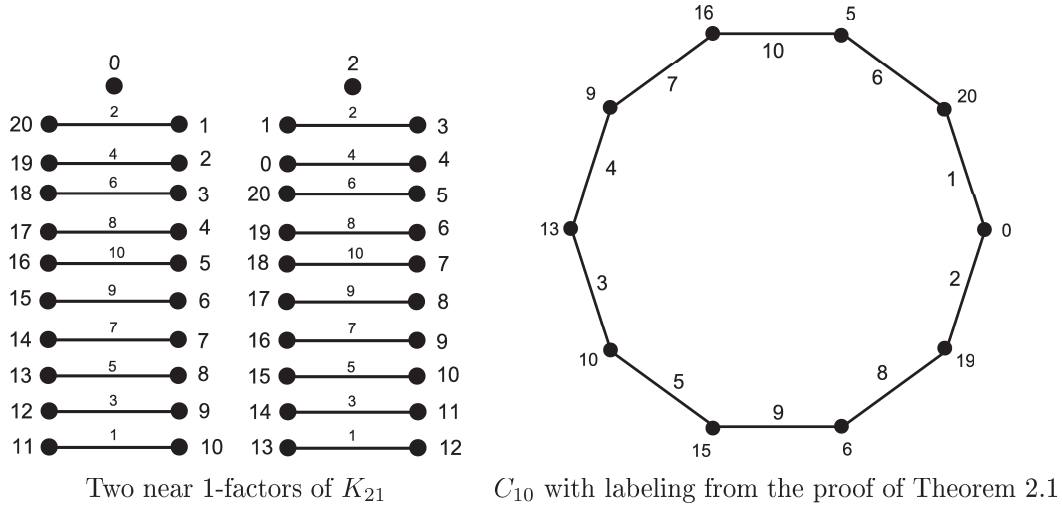 0
20 2 1
19 4 2
18 6 3
17 8 4
16 10 5
15 9 6
14 7 7
13 5 8
12 3 9
11 1 10
2
1 2 3
0 4 4
20 6 5
19 8 6
18 10 7
17 9 8
16 7 9
15 5 10
14 3 11
13 1 12
Two near 1-factors of K21
16 5
10
7 6
9 20
4 1
13 0
3 2
10 19
5 8
9
15 6
C10 with labeling from the proof of Theorem 2.1